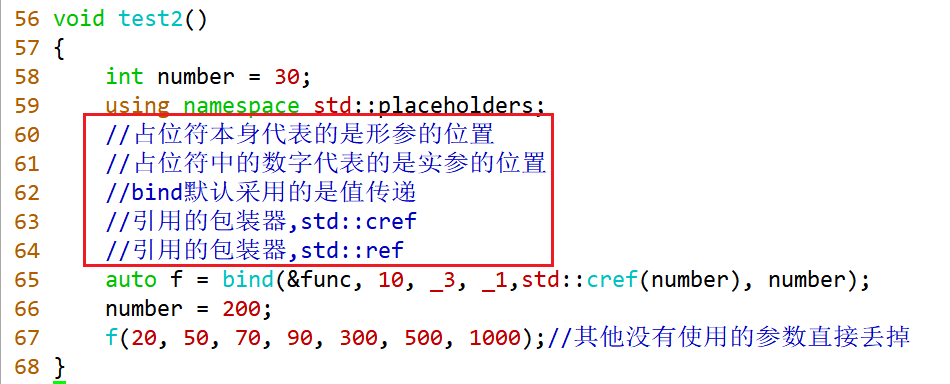 56 void test2()
57 {
58     int number = 30;
59     using namespace std::placeholders;
60     //占位符本身代表的是形参的位置
61     //占位符中的数字代表的是实参的位置
62     //bind默认采用的是值传递
63     //引用的包装器,std::cref
64     //引用的包装器,std::ref
65     auto f = bind(&func, 10, _3, _1,std::cref(number), number);
66     number = 200;
67     f(20, 50, 70, 90, 300, 500, 1000);//其他没有使用的参数直接丢掉
68 }